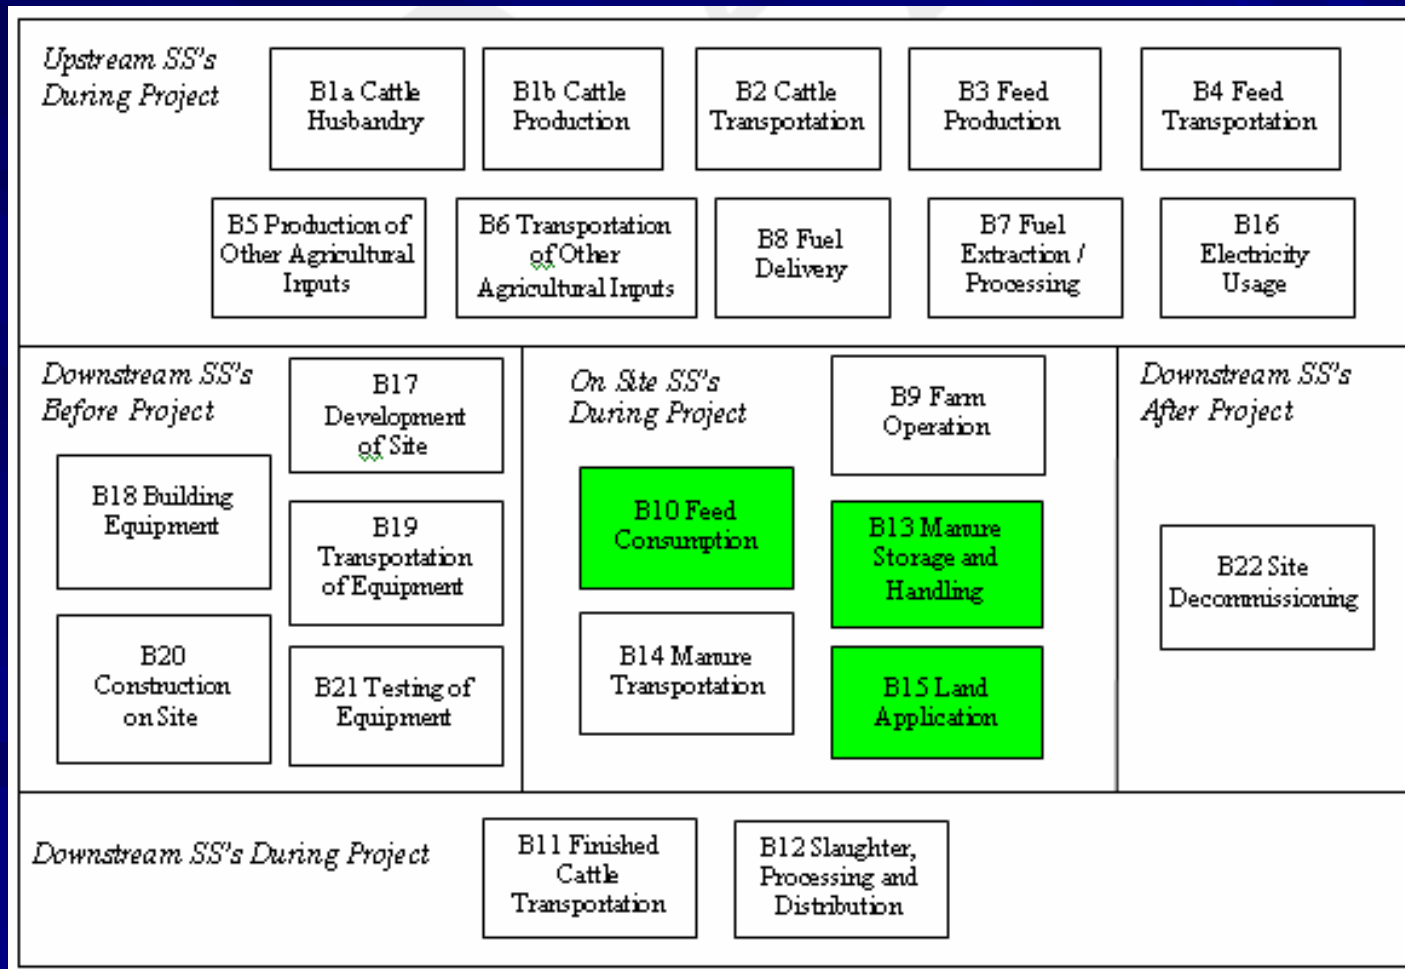 Upstream SS's
During Project
B1a Cattle
Husbandry
B1b Cattle
Production
B2 Cattle
Transportation
B3 Feed
Production
B4 Feed
Transportation
B5 Production of
Other Agricultural
Inputs
B6 Transportation
of Other
Agricultural Inputs
B8 Fuel
Delivery
B7 Fuel
Extraction /
Processing
B16
Electricity
Usage
Downstream SS's
Before Project
B17
Development
of Site
B18 Building
Equipment
B19
Transportation
of Equipment
B20
Construction
on Site
B21 Testing of
Equipment
On Site SS's
During Project
B9 Farm
Operation
B10 Feed
Consumption
B13 Manure
Storage and
Handling
B14 Manure
Transportation
B15 Land
Application
Downstream SS's
After Project
B22 Site
Decommissioning
Downstream SS's During Project
B11 Finished
Cattle
Transportation
B12 Slaughter,
Processing and
Distribution